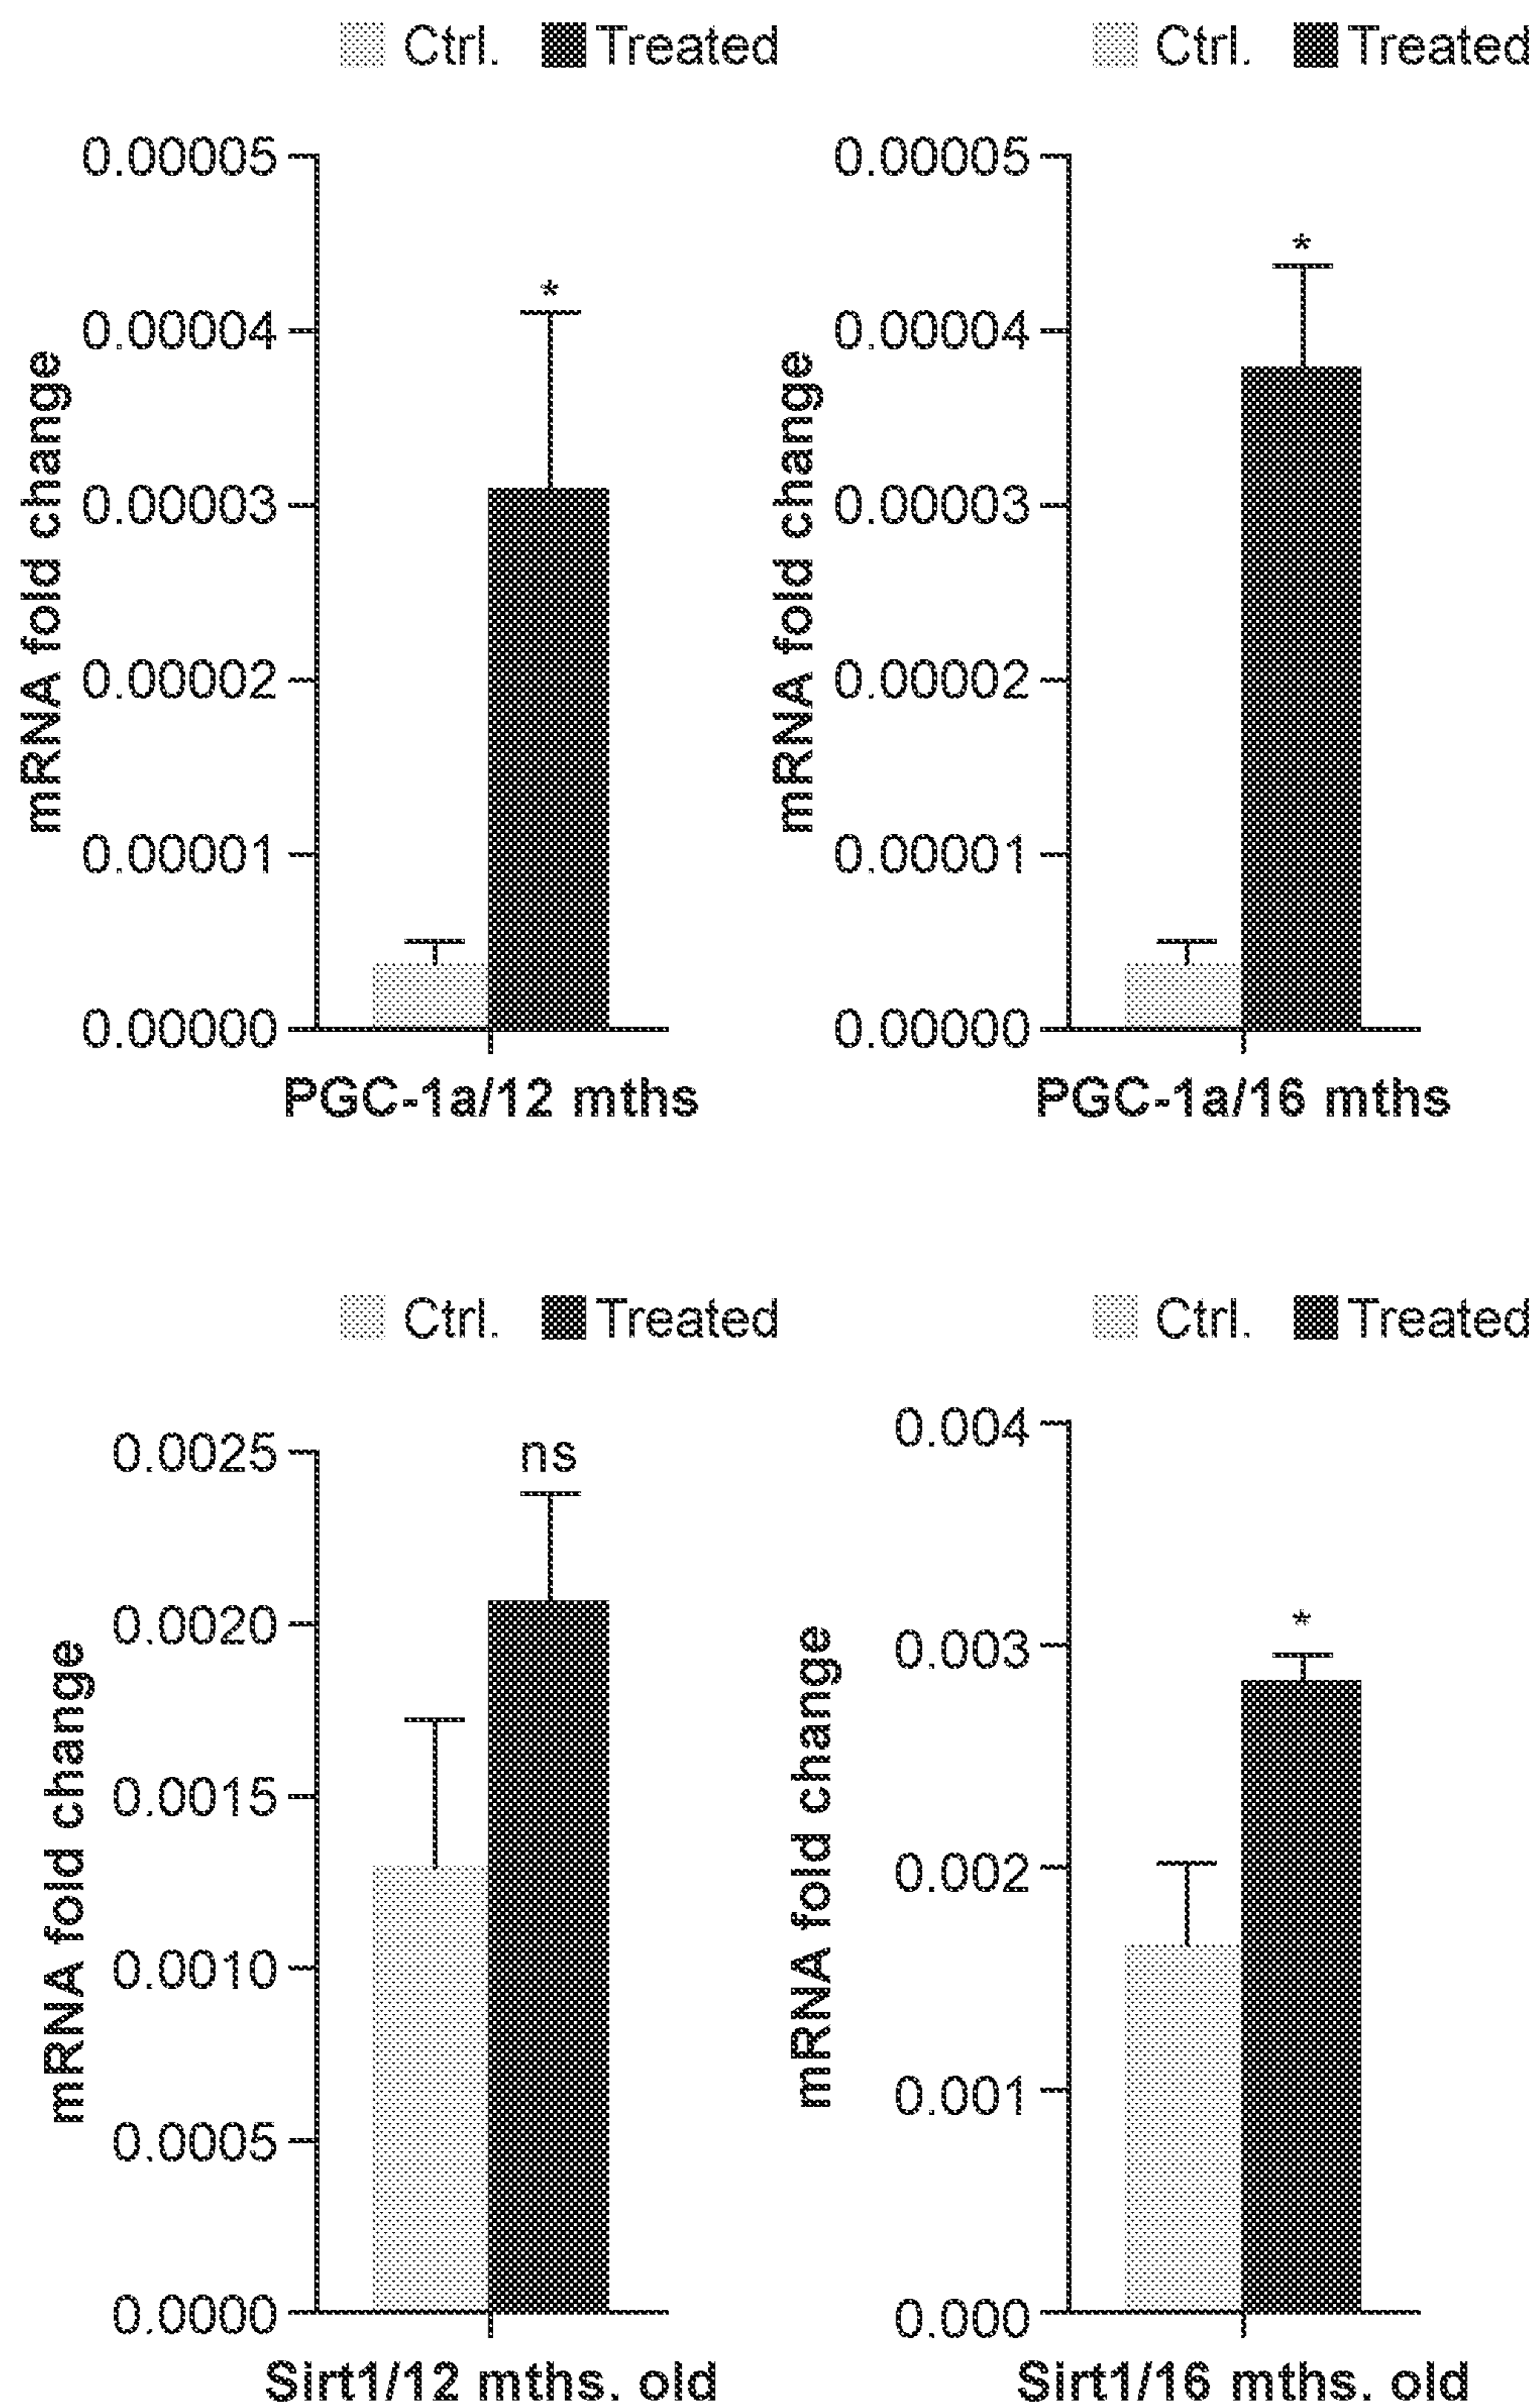 Ctrl. Treated
0.00005
*
0.00004
0.00003
0.00002
0.00001
0.00000
mRNA fold change
PGC-1a/12 mths
Ctrl. Treated
0.00005
*
0.00004
0.00003
0.00002
0.00001
0.00000
mRNA fold change
PGC-1a/16 mths
Ctrl. Treated
0.0025
ns
0.0020
0.0015
0.0010
0.0005
0.0000
mRNA fold change
Sirt1/12 mths. old
Ctrl. Treated
0.004
*
0.003
0.002
0.001
0.000
mRNA fold change
Sirt1/16 mths. old